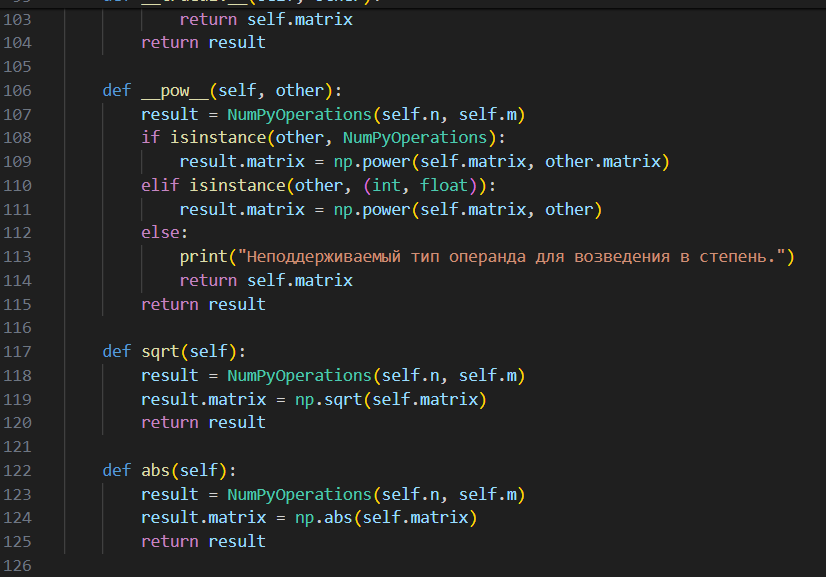 103 return self.matrix
104 return result
105
106 def __pow__(self, other):
107 result = NumPyOperations(self.n, self.m)
108 if isinstance(other, NumPyOperations):
109 result.matrix = np.power(self.matrix, other.matrix)
110 elif isinstance(other, (int, float)):
111 result.matrix = np.power(self.matrix, other)
112 else:
113 print("Неподдерживаемый тип операнда для возведения в степень.")
114 return self.matrix
115 return result
116
117 def sqrt(self):
118 result = NumPyOperations(self.n, self.m)
119 result.matrix = np.sqrt(self.matrix)
120 return result
121
122 def abs(self):
123 result = NumPyOperations(self.n, self.m)
124 result.matrix = np.abs(self.matrix)
125 return result
126